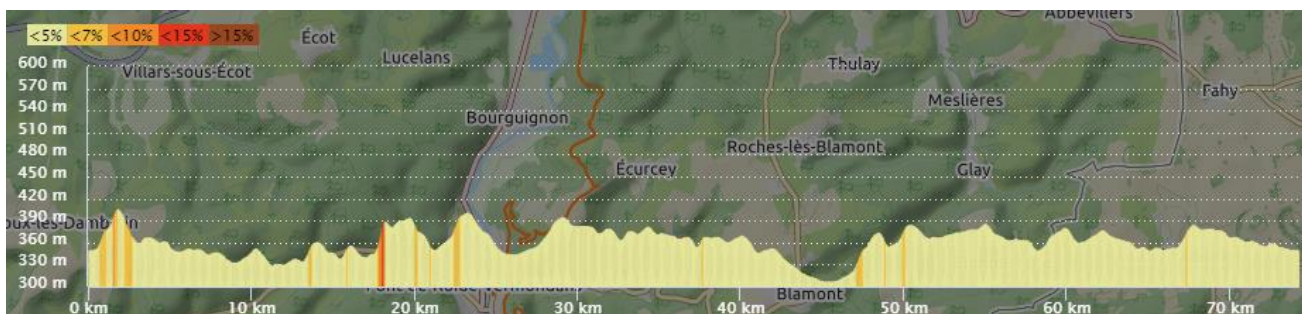 Abbévillers
<5% <7% <10% <15% >15%
Écot
Lucelans
Villars-sous-Écot
Thulay
600 m
570 m
Fahy
Meslières
540 m
Bourguignon
510 m
Roches-lès-Blamont
480 m
Écurcey
Glay
450 m
420 m
390 m
360 m
330 m
300 m
Blamont
0 km 10 km 20 km 30 km 40 km 50 km 60 km 70 km